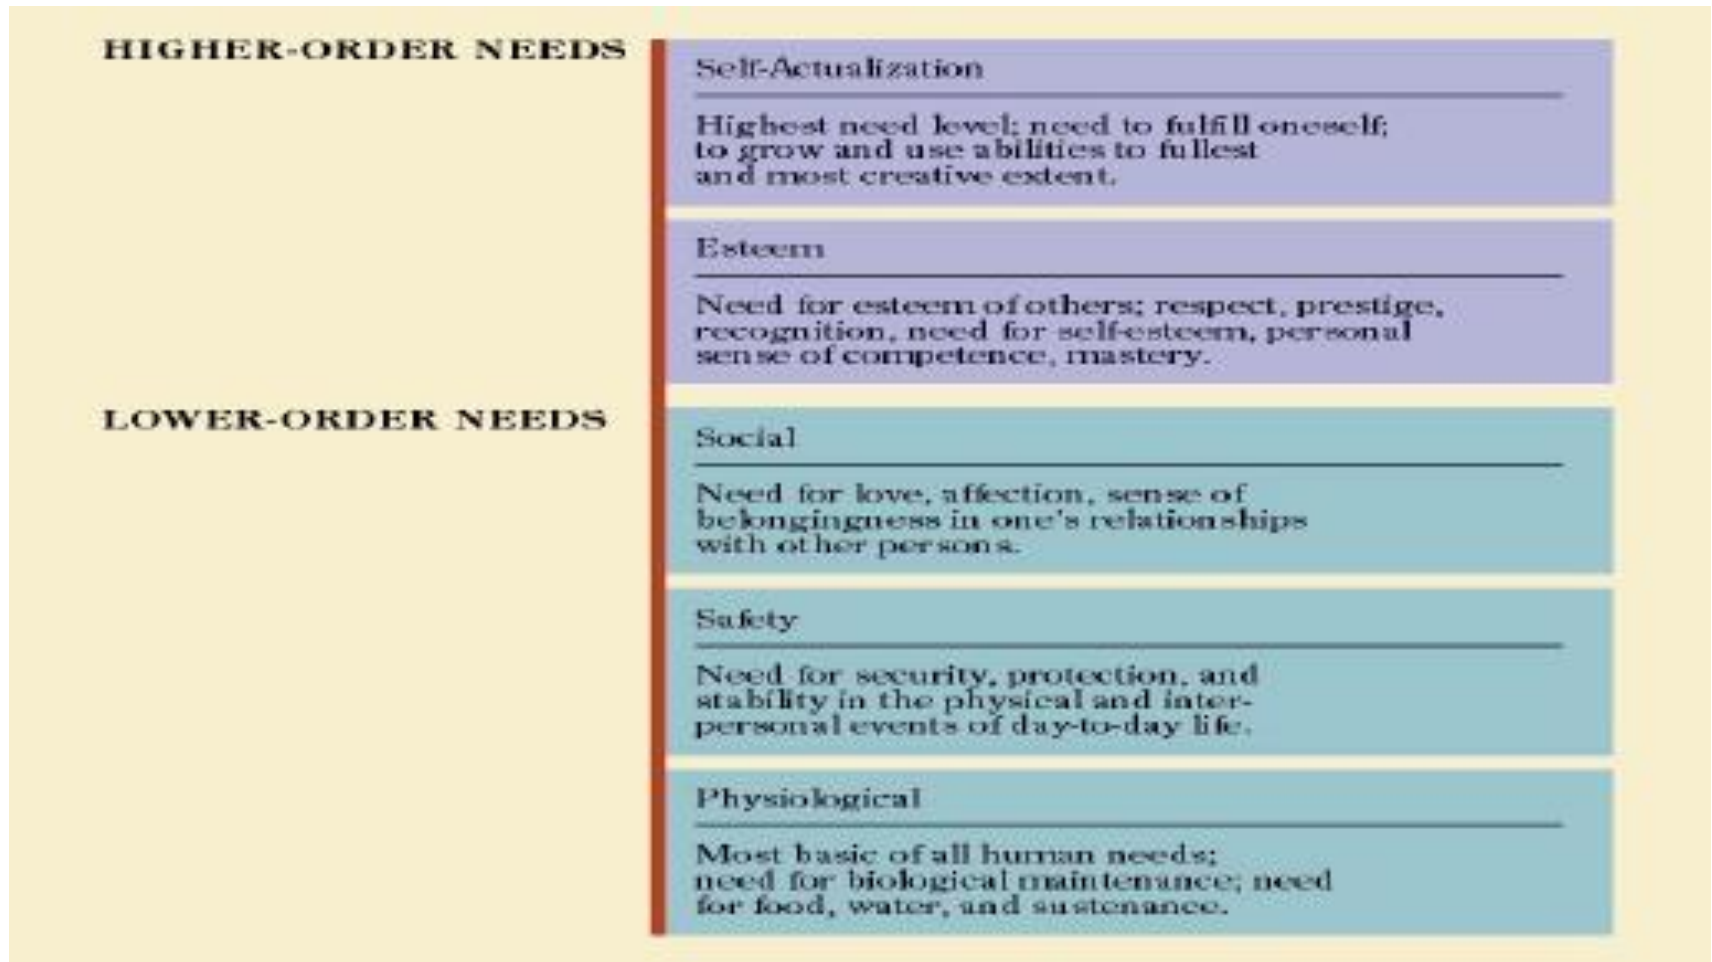 HIGHER-ORDER NEEDS
Self-Actualization
Highest need level; need to fulfill oneself;
to grow and use abilities to fullest
and most creative extent.
Esteem
Need for esteem of others; respect, prestige,
recognition, need for self-esteem, personal
sense of competence, mastery.
LOWER-ORDER NEEDS
Social
Need for love, affection, sense of
belongingness in one's relationships
with other persons.
Safety
Need for security, protection, and
stability in the physical and inter-
personal events of day-to-day life.
Physiological
Most basic of all human needs;
need for biological maintenance; need
for food, water, and sustenance.